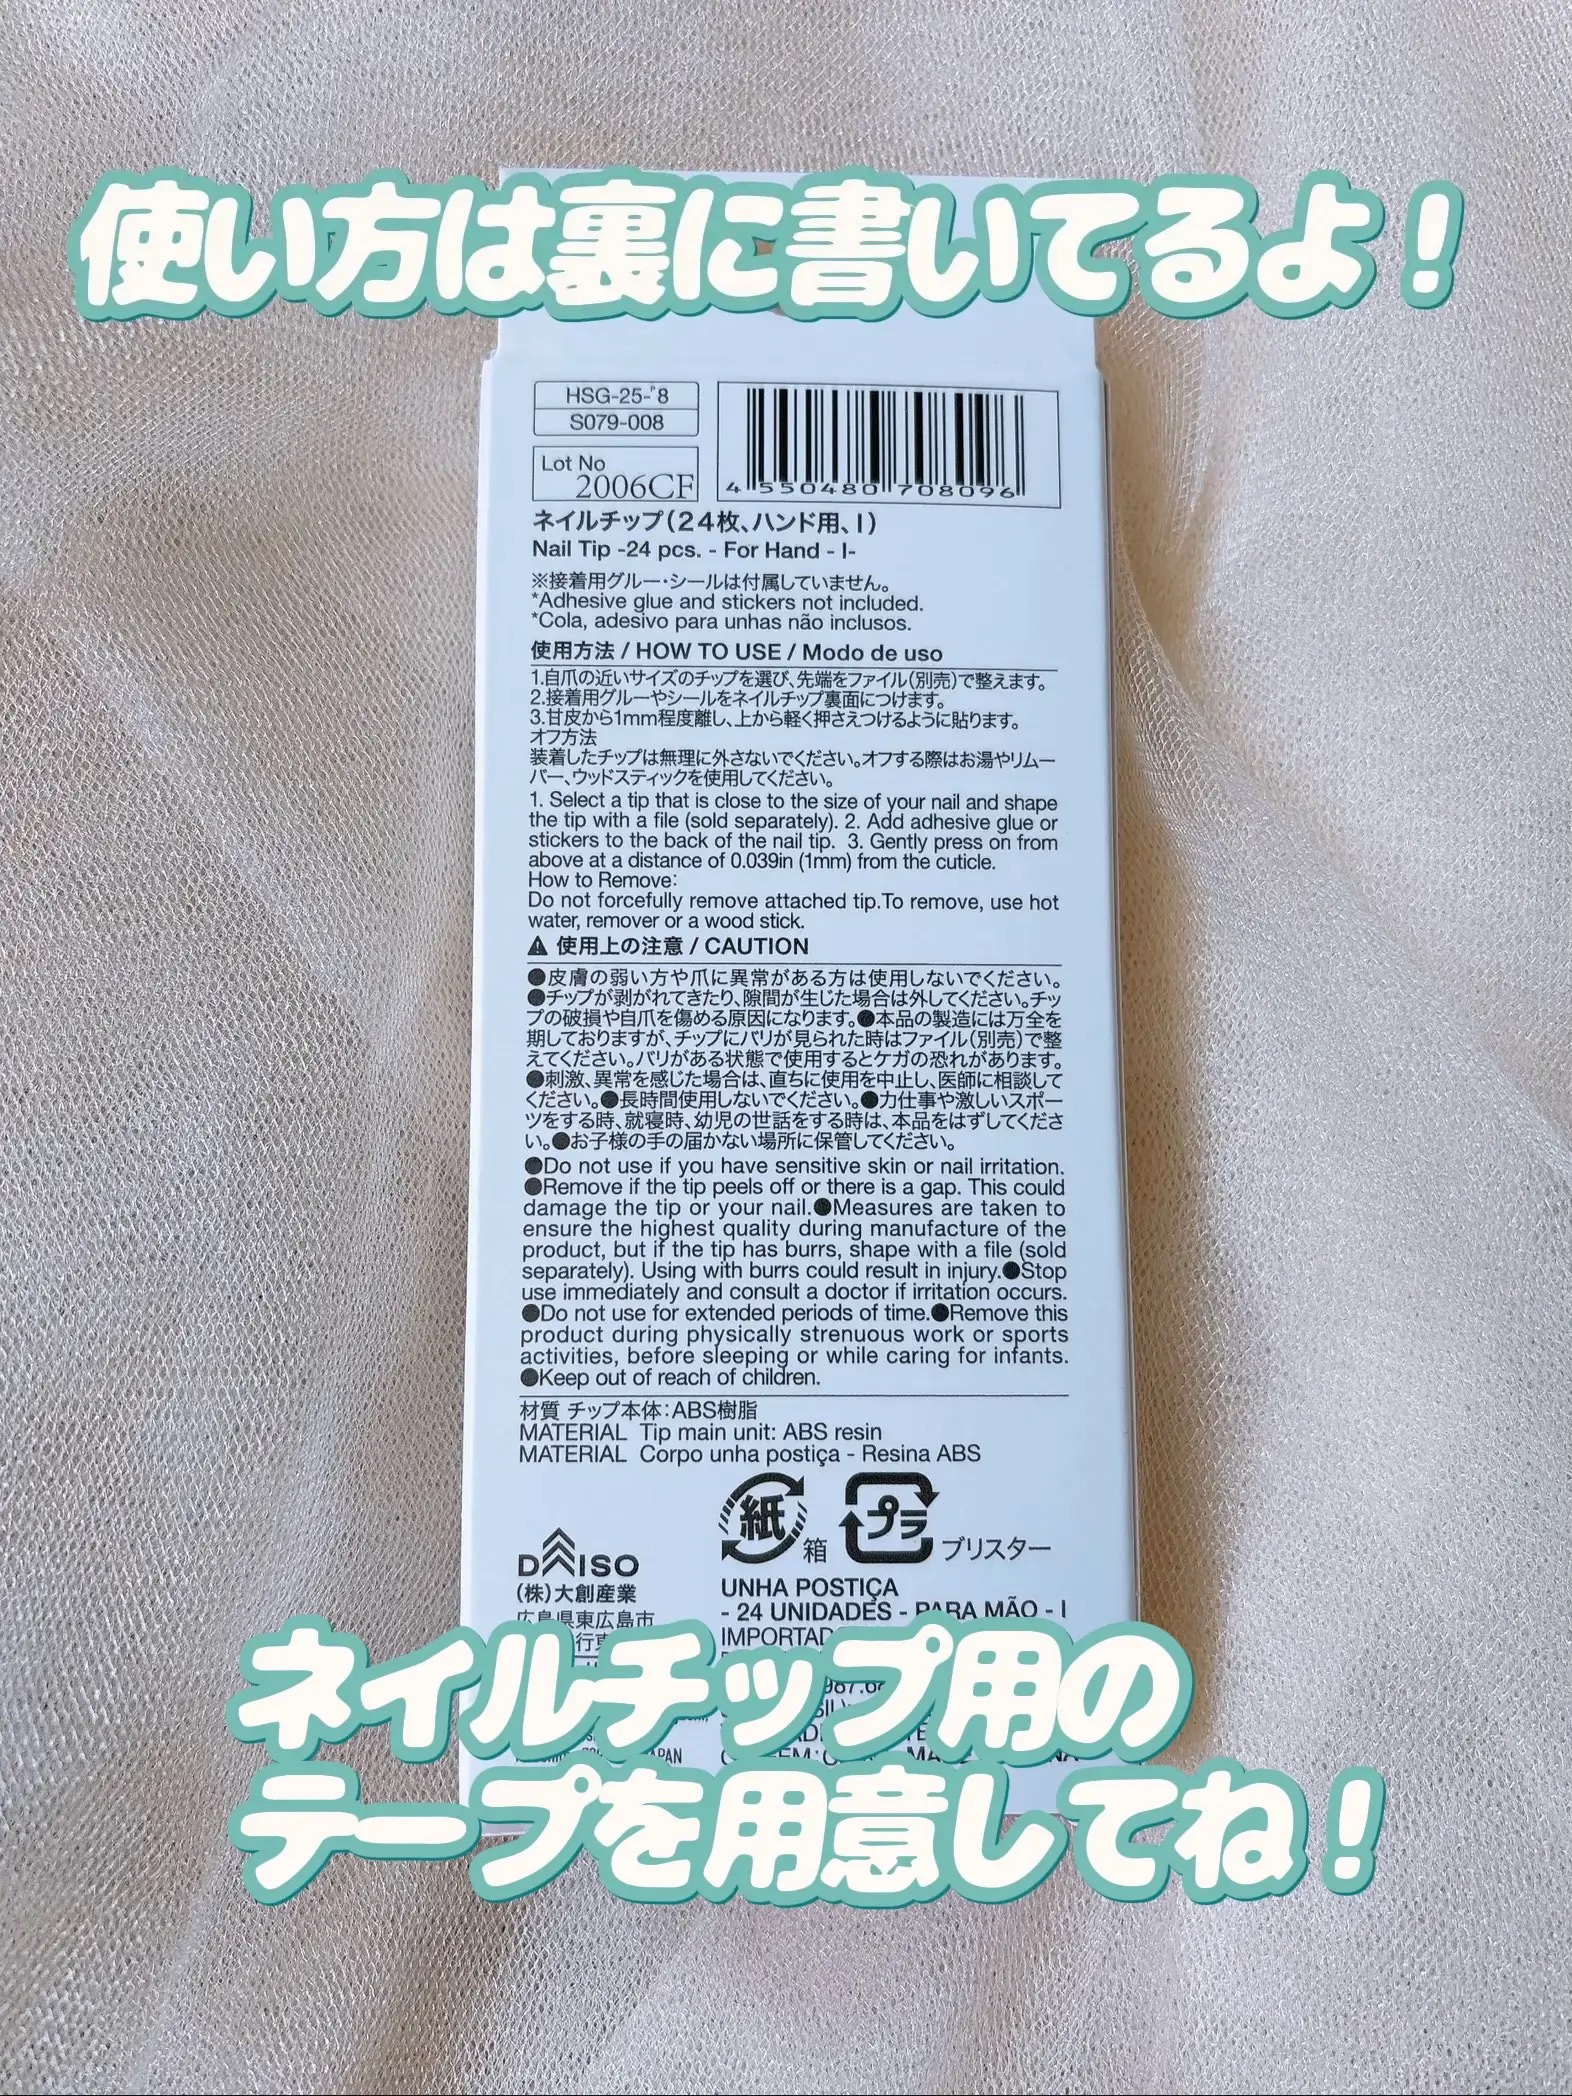 使い方は裏に書いてるよ！
HSG-25-P8
S079-008
Lot No
2006CF
4 550480 708096
ネイルチップ(24枚、ハンド用、I)
Nail Tip -24 pcs. - For Hand - I-
※接着用グルー・シールは付属していません。
*Adhesive glue and stickers not included.
*Cola, adesivo para unhas não inclusos.
使用方法 / HOW TO USE / Modo de uso
1.自爪の近いサイズのチップを選び、先端をファイル(別売)で整えます。
2.接着用グルーやシールをネイルチップ裏面につけます。
3.甘皮から1mm程度離し、上から軽く押さえつけるように貼ります。
オフ方法
装着したチップは無理に外さないでください。オフする際はお湯やリムー
バー、ウッドスティックを使用してください。
1. Select a tip that is close to the size of your nail and shape
the tip with a file (sold separately). 2. Add adhesive glue or
stickers to the back of the nail tip. 3. Gently press on from
above at a distance of 0.039in (1mm) from the cuticle.
How to Remove:
Do not forcefully remove attached tip.To remove, use hot
water, remover or a wood stick.
使用上の注意 / CAUTION
●皮膚の弱い方や爪に異常がある方は使用しないでください。
●チップが剥がれてきたり、隙間が生じた場合は外してください。チッ
プの破損や自爪を傷める原因になります。●本品の製造には万全を
期しておりますが、チップにバリが見られた時はファイル(別売)で整
えてください。バリがある状態で使用するとケガの恐れがあります。
●刺激、異常を感じた場合は、直ちに使用を中止し、医師に相談して
ください。●長時間使用しないでください。●力仕事や激しいスポー
ツをする時、就寝時、幼児の世話をする時は、本品をはずしてくださ
い。●お子様の手の届かない場所に保管してください。
●Do not use if you have sensitive skin or nail irritation.
●Remove if the tip peels off or there is a gap. This could
damage the tip or your nail.●Measures are taken to
ensure the highest quality during manufacture of the
product, but if the tip has burrs, shape with a file (sold
separately). Using with burrs could result in injury.●Stop
use immediately and consult a doctor if irritation occurs.
●Do not use for extended periods of time.●Remove this
product during physically strenuous work or sports
activities, before sleeping or while caring for infants.
●Keep out of reach of children.
材質 チップ本体：ABS樹脂
MATERIAL Tip main unit: ABS resin
MATERIAL Corpo unha postiça - Resina ABS
紙 箱 プラ ブリスター
DAISO
(株)大創産業
広島県東広島市
UNHA POSTIÇA
- 24 UNIDADES - PARA MÃO - I
ネイルチップ用の
テープを用意してね！